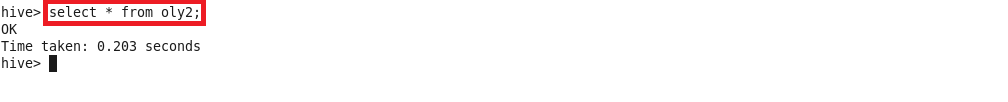 hive> select * from oly2;
OK
Time taken: 0.203 seconds
hive>